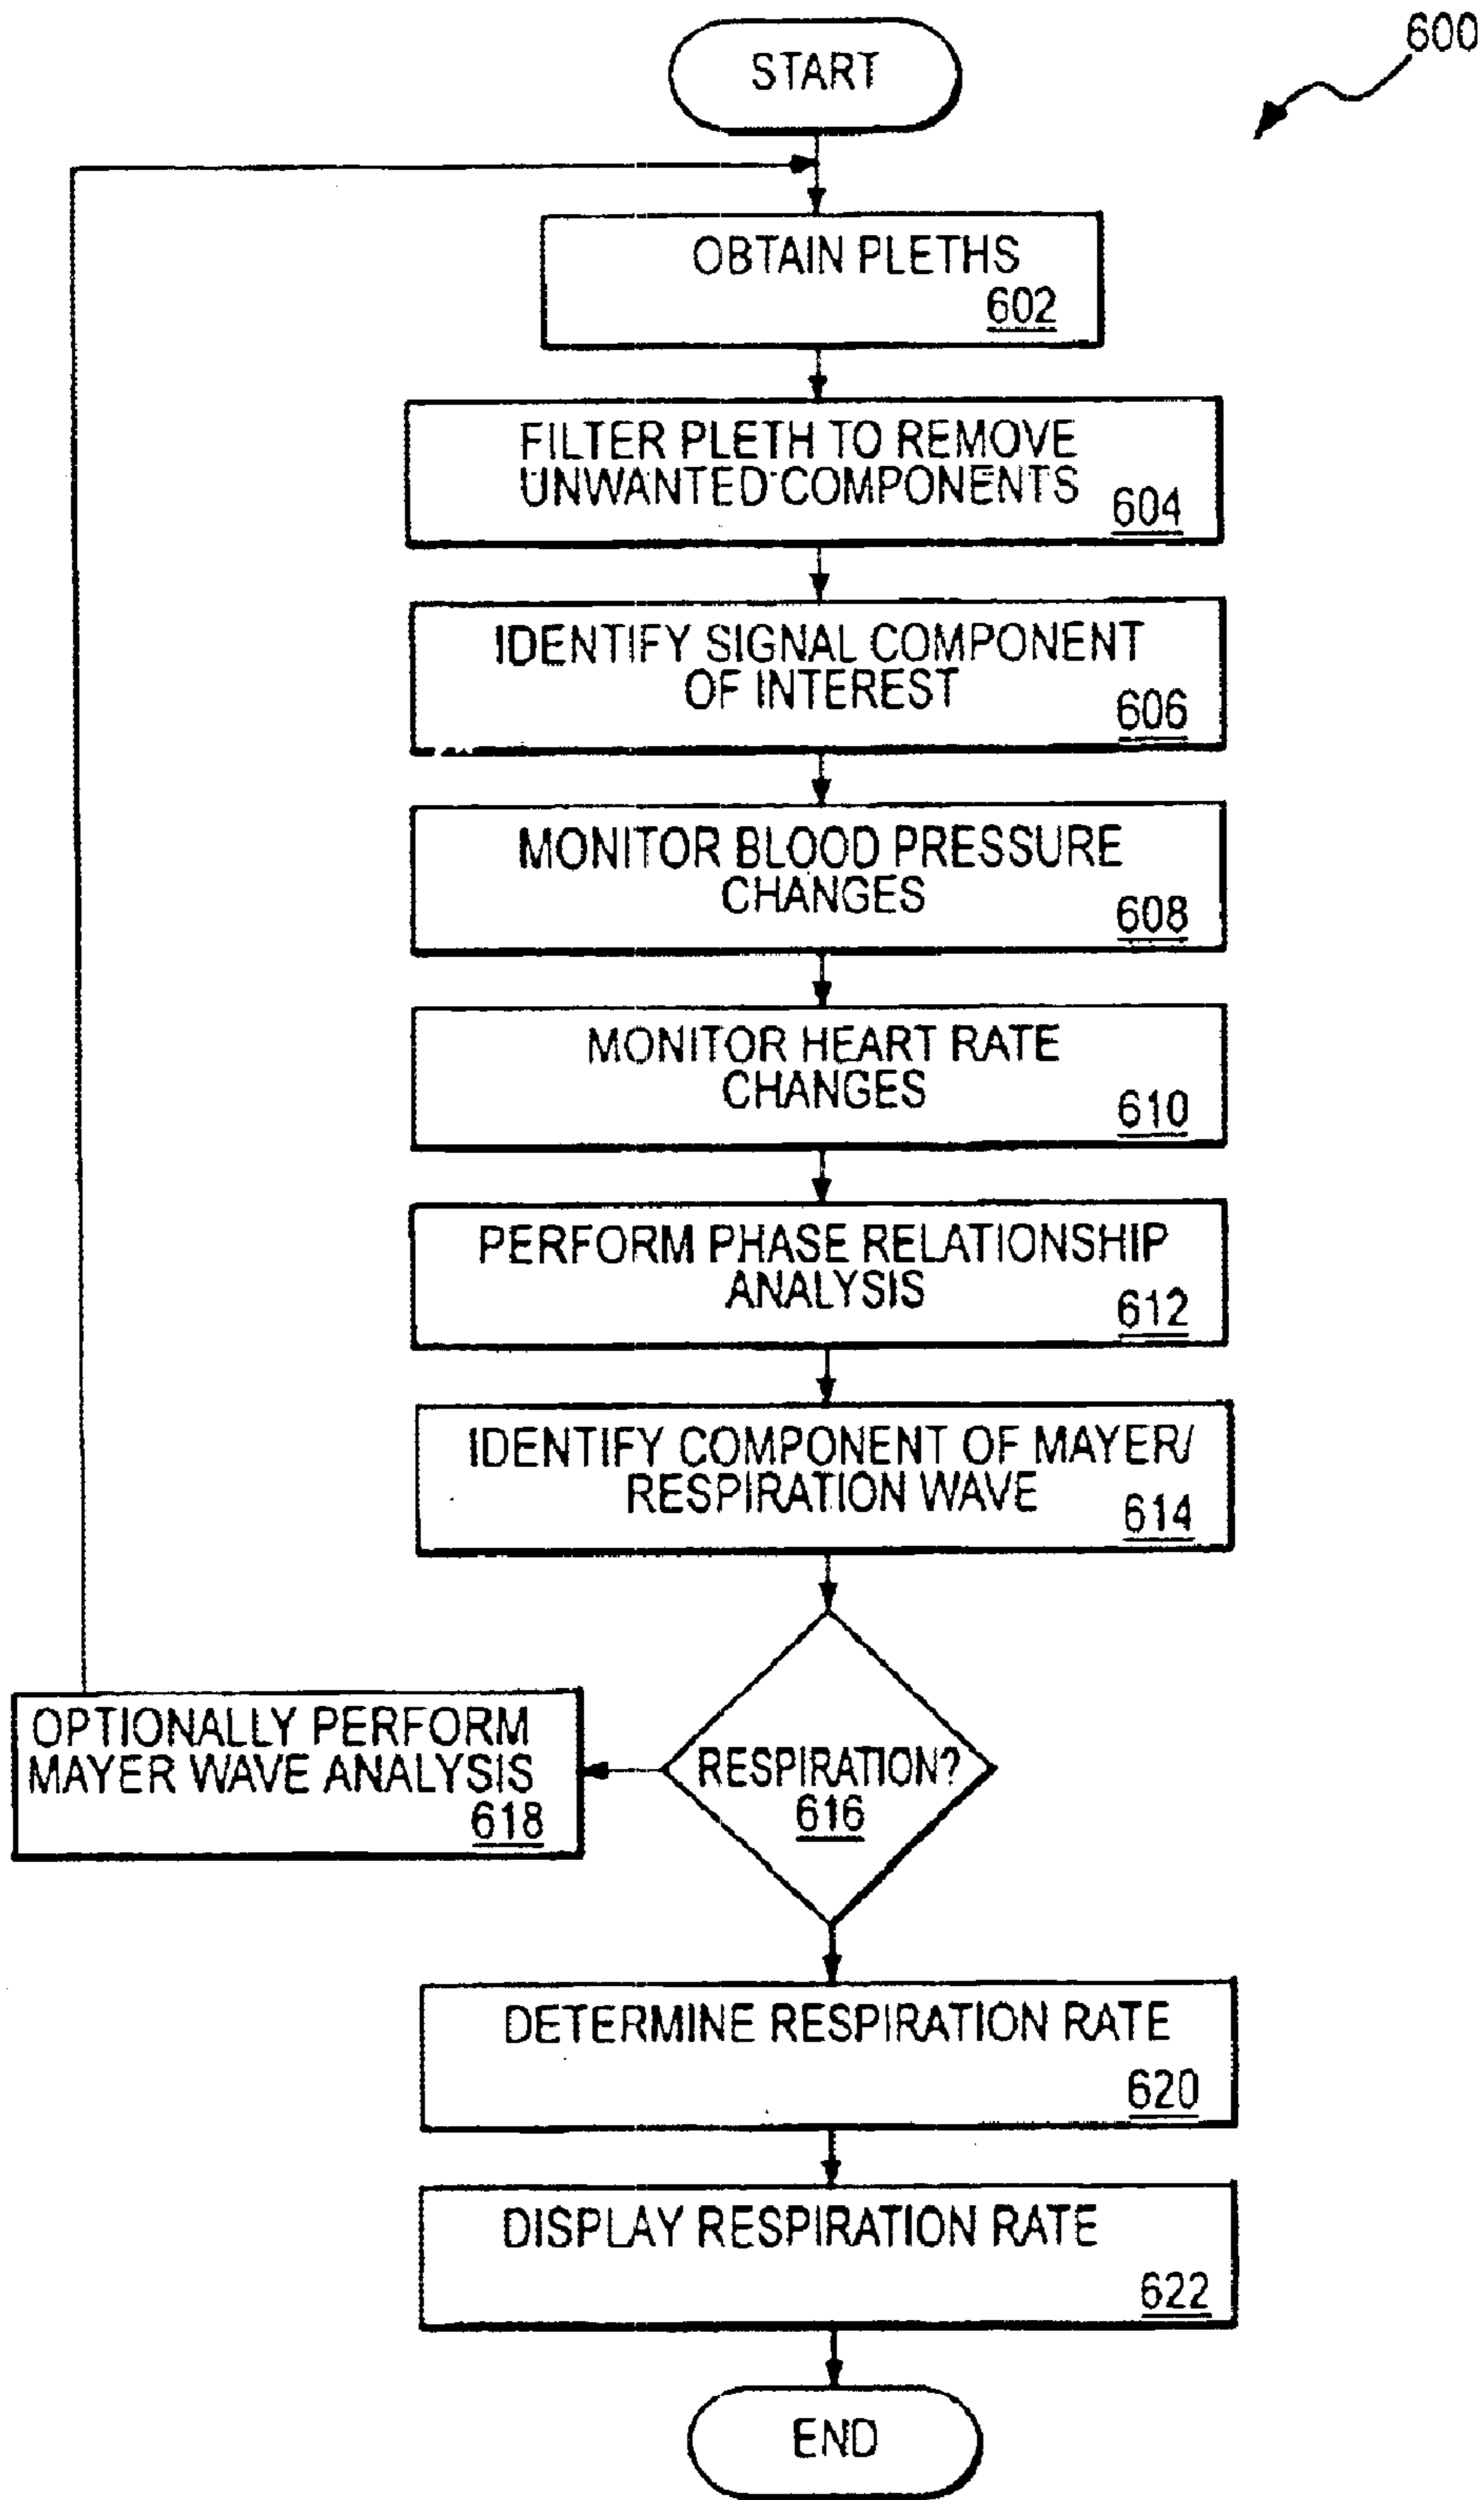 600
START
OBTAIN PLETHS
602
FILTER PLETH TO REMOVE
UNWANTED COMPONENTS
604
IDENTIFY SIGNAL COMPONENT
OF INTEREST
606
MONITOR BLOOD PRESSURE
CHANGES
608
MONITOR HEART RATE
CHANGES
610
PERFORM PHASE RELATIONSHIP
ANALYSIS
612
IDENTIFY COMPONENT OF MAYER/
RESPIRATION WAVE
614
RESPIRATION?
616
OPTIONALLY PERFORM
MAYER WAVE ANALYSIS
618
DETERMINE RESPIRATION RATE
620
DISPLAY RESPIRATION RATE
622
END